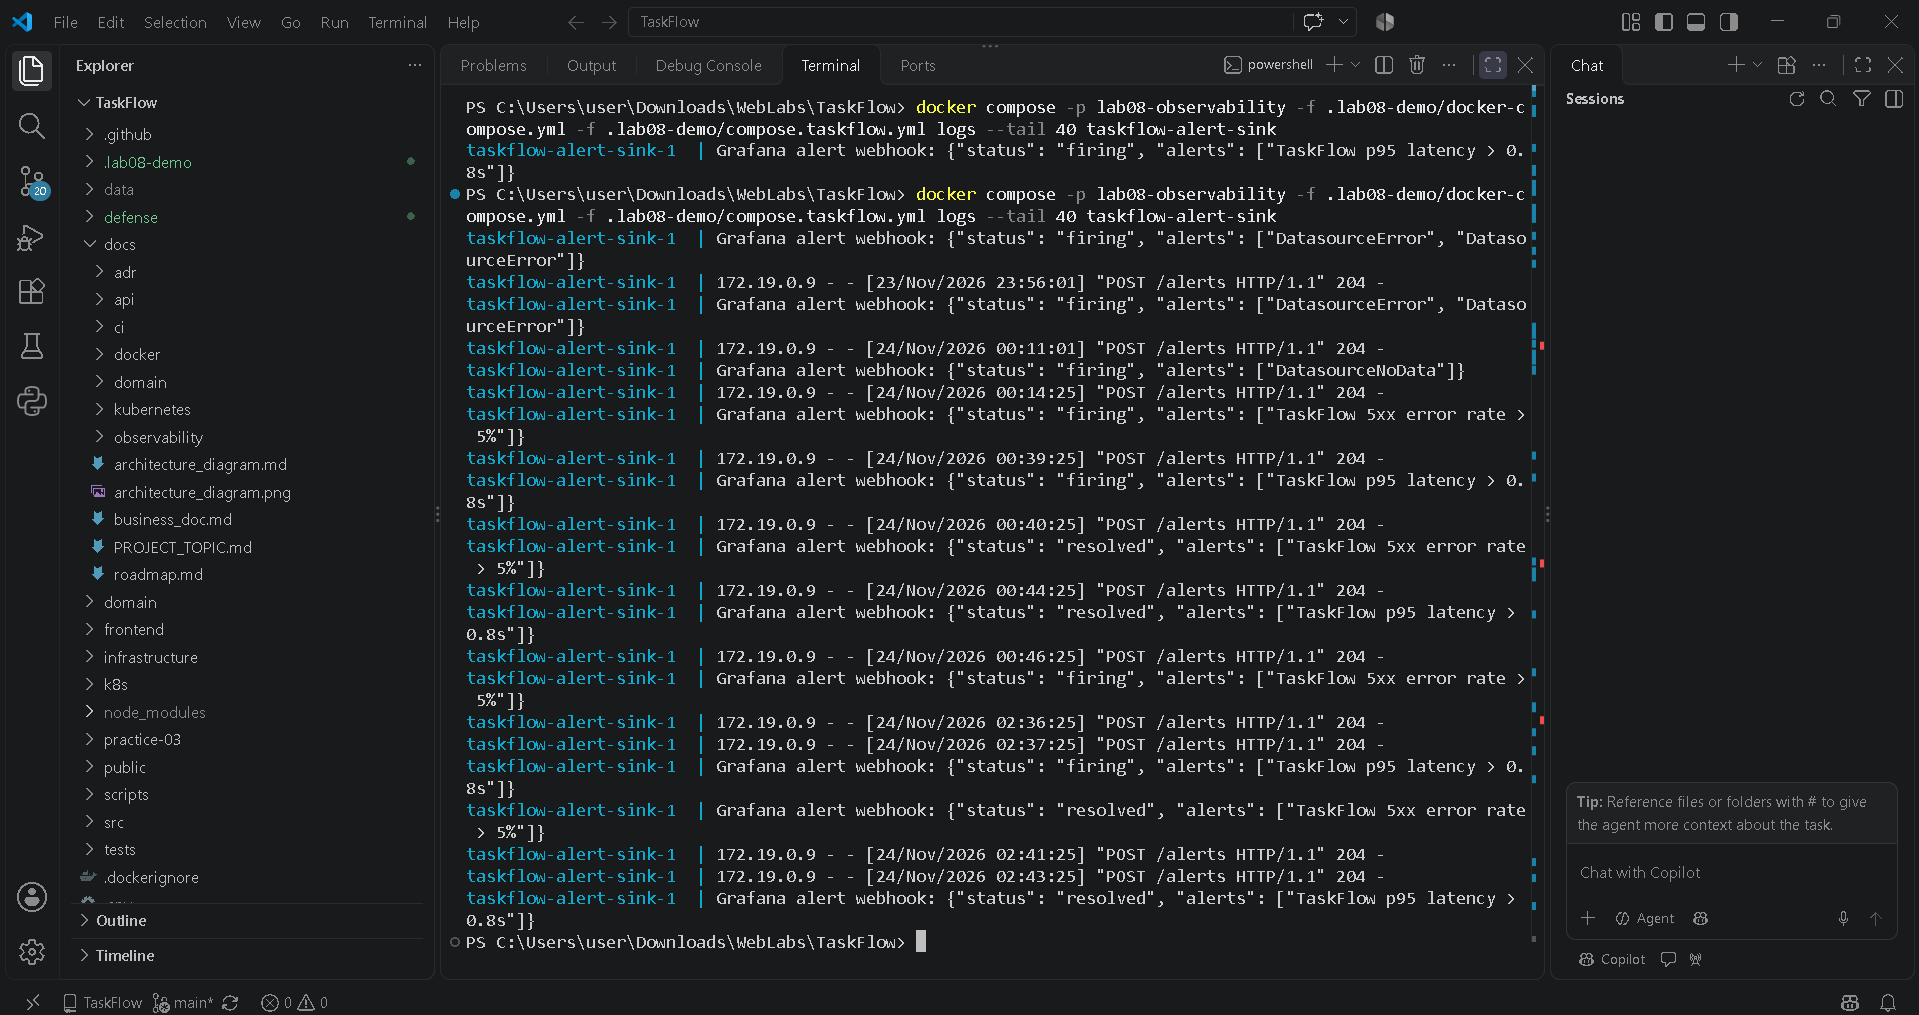 File Edit Selection View Go Run Terminal Help
TaskFlow
Explorer
TaskFlow
.github
.lab08-demo
data
defense
docs
adr
api
ci
docker
domain
kubernetes
observability
architecture_diagram.md
architecture_diagram.png
business_doc.md
PROJECT_TOPIC.md
roadmap.md
domain
frontend
infrastructure
k8s
node_modules
practice-03
public
scripts
src
tests
.dockerignore
Outline
Timeline
20
Problems Output Debug Console Terminal Ports
powershell
PS C:\Users\user\Downloads\WebLabs\TaskFlow> docker compose -p lab08-observability -f .lab08-demo/docker-c
ompose.yml -f .lab08-demo/compose.taskflow.yml logs --tail 40 taskflow-alert-sink
taskflow-alert-sink-1  | Grafana alert webhook: {"status": "firing", "alerts": ["TaskFlow p95 latency > 0.
8s"]}
PS C:\Users\user\Downloads\WebLabs\TaskFlow> docker compose -p lab08-observability -f .lab08-demo/docker-c
ompose.yml -f .lab08-demo/compose.taskflow.yml logs --tail 40 taskflow-alert-sink
taskflow-alert-sink-1  | Grafana alert webhook: {"status": "firing", "alerts": ["DatasourceError", "Dataso
urceError"]}
taskflow-alert-sink-1  | 172.19.0.9 - - [23/Nov/2026 23:56:01] "POST /alerts HTTP/1.1" 204 -
taskflow-alert-sink-1  | Grafana alert webhook: {"status": "firing", "alerts": ["DatasourceError", "Dataso
urceError"]}
taskflow-alert-sink-1  | 172.19.0.9 - - [24/Nov/2026 00:11:01] "POST /alerts HTTP/1.1" 204 -
taskflow-alert-sink-1  | Grafana alert webhook: {"status": "firing", "alerts": ["DatasourceNoData"]}
taskflow-alert-sink-1  | 172.19.0.9 - - [24/Nov/2026 00:14:25] "POST /alerts HTTP/1.1" 204 -
taskflow-alert-sink-1  | Grafana alert webhook: {"status": "firing", "alerts": ["TaskFlow 5xx error rate >
5%"]}
taskflow-alert-sink-1  | 172.19.0.9 - - [24/Nov/2026 00:39:25] "POST /alerts HTTP/1.1" 204 -
taskflow-alert-sink-1  | Grafana alert webhook: {"status": "firing", "alerts": ["TaskFlow p95 latency > 0.
8s"]}
taskflow-alert-sink-1  | 172.19.0.9 - - [24/Nov/2026 00:40:25] "POST /alerts HTTP/1.1" 204 -
taskflow-alert-sink-1  | Grafana alert webhook: {"status": "resolved", "alerts": ["TaskFlow 5xx error rate
> 5%"]}
taskflow-alert-sink-1  | 172.19.0.9 - - [24/Nov/2026 00:44:25] "POST /alerts HTTP/1.1" 204 -
taskflow-alert-sink-1  | Grafana alert webhook: {"status": "resolved", "alerts": ["TaskFlow p95 latency >
0.8s"]}
taskflow-alert-sink-1  | 172.19.0.9 - - [24/Nov/2026 00:46:25] "POST /alerts HTTP/1.1" 204 -
taskflow-alert-sink-1  | Grafana alert webhook: {"status": "firing", "alerts": ["TaskFlow 5xx error rate >
5%"]}
taskflow-alert-sink-1  | 172.19.0.9 - - [24/Nov/2026 02:36:25] "POST /alerts HTTP/1.1" 204 -
taskflow-alert-sink-1  | 172.19.0.9 - - [24/Nov/2026 02:37:25] "POST /alerts HTTP/1.1" 204 -
taskflow-alert-sink-1  | Grafana alert webhook: {"status": "firing", "alerts": ["TaskFlow p95 latency > 0.
8s"]}
taskflow-alert-sink-1  | Grafana alert webhook: {"status": "resolved", "alerts": ["TaskFlow 5xx error rate
> 5%"]}
taskflow-alert-sink-1  | 172.19.0.9 - - [24/Nov/2026 02:41:25] "POST /alerts HTTP/1.1" 204 -
taskflow-alert-sink-1  | 172.19.0.9 - - [24/Nov/2026 02:43:25] "POST /alerts HTTP/1.1" 204 -
taskflow-alert-sink-1  | Grafana alert webhook: {"status": "resolved", "alerts": ["TaskFlow p95 latency >
0.8s"]}
PS C:\Users\user\Downloads\WebLabs\TaskFlow>
Chat
Sessions
Tip: Reference files or folders with # to give
the agent more context about the task.
Chat with Copilot
Agent
Copilot
TaskFlow main* 0 0